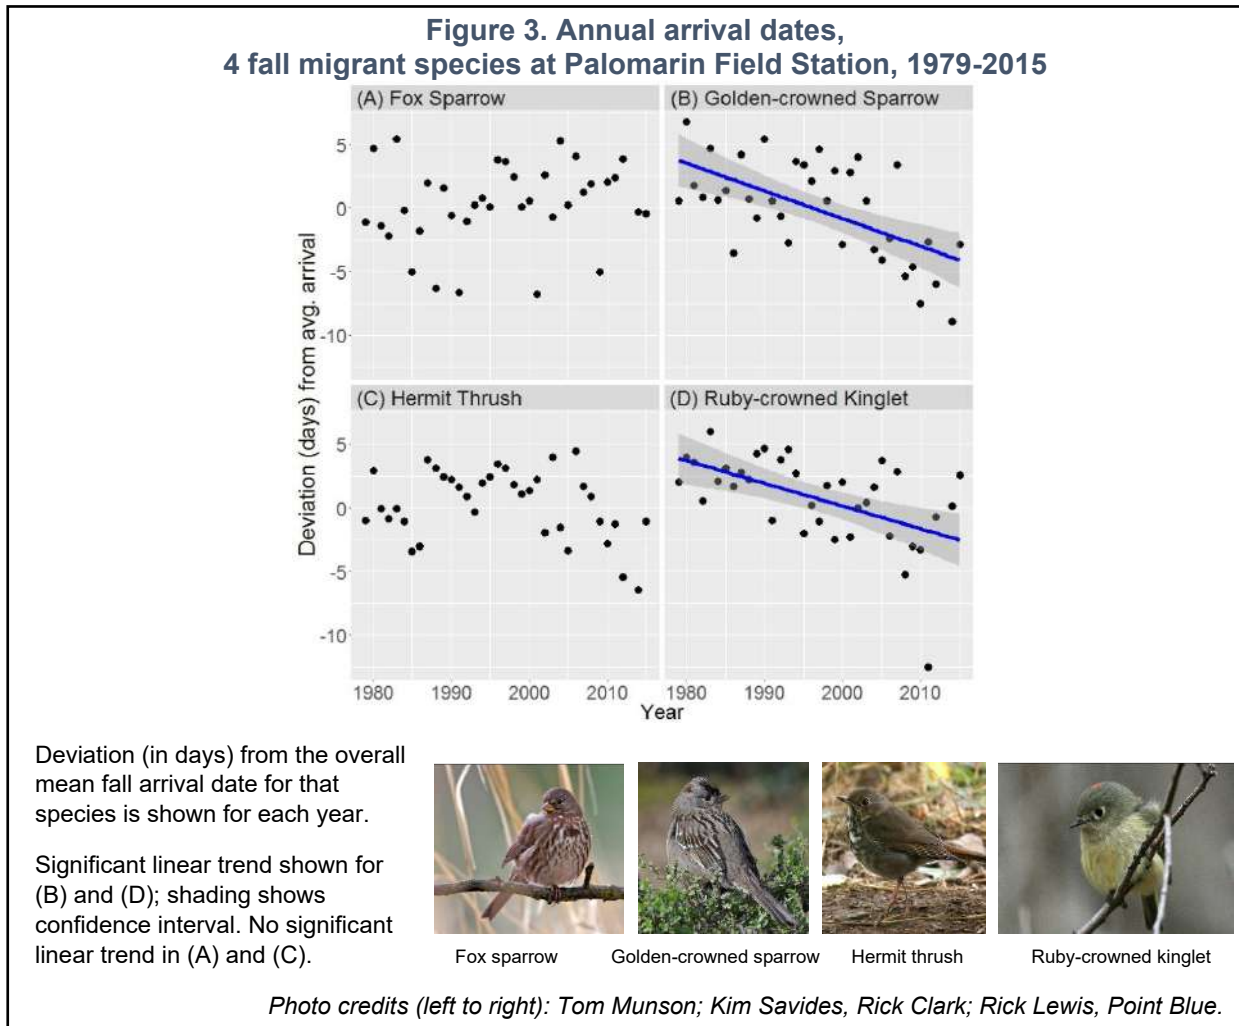 Figure 3. Annual arrival dates,
4 fall migrant species at Palomarin Field Station, 1979-2015
(A) Fox Sparrow
(B) Golden-crowned Sparrow
5
0
-5
-10
(C) Hermit Thrush
(D) Ruby-crowned Kinglet
5
0
-5
-10
Deviation (days) from avg. arrival
1980 1990 2000 2010
1980 1990 2000 2010
Year
Deviation (in days) from the overall
mean fall arrival date for that
species is shown for each year.
Significant linear trend shown for
(B) and (D); shading shows
confidence interval. No significant
linear trend in (A) and (C).
Fox sparrow
Golden-crowned sparrow
Hermit thrush
Ruby-crowned kinglet
Photo credits (left to right): Tom Munson; Kim Savides, Rick Clark; Rick Lewis, Point Blue.